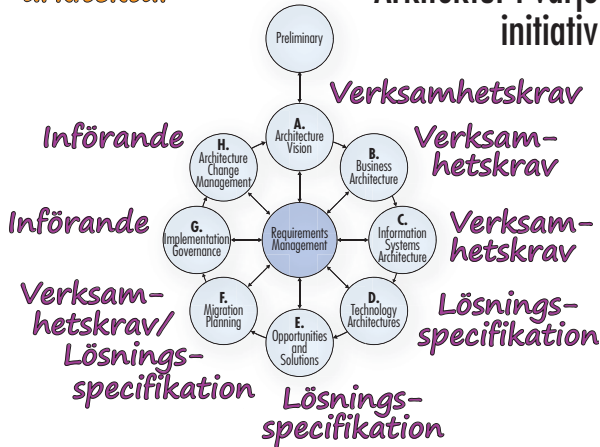 initiativ
Preliminary
Verksamhetskrav
A.
Architecture
Vision
Införande
H.
Architecture
Change
Management
Verksam-
hetskrav
B.
Business
Architecture
Införande
G.
Implementation
Governance
Requirements
Management
C.
Information
Systems
Architecture
Verksam-
hetskrav
Verksam-
hetskrav/
Lösnings-
specifikation
F.
Migration
Planning
E.
Opportunities
and
Solutions
D.
Technology
Architectures
Lösnings-
specifikation
Lösnings-
specifikation